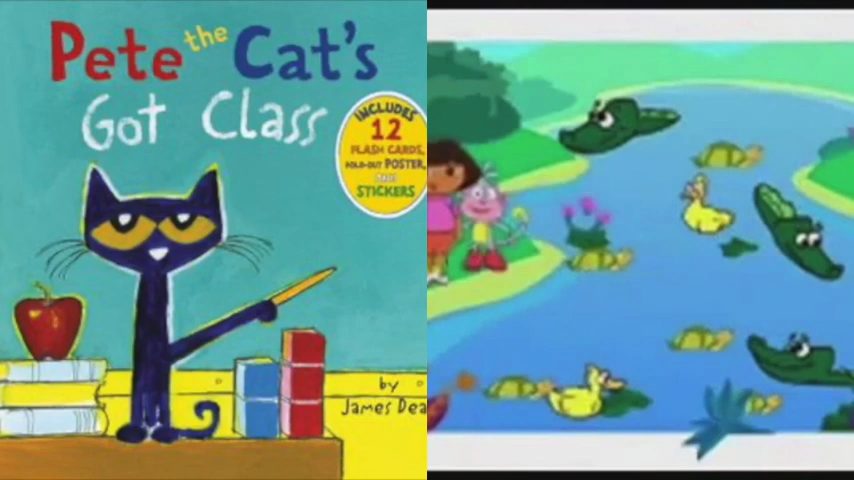 Pete the Cat's
Got Class
INCLUDES
12
FLASH CARDS,
FOLD-OUT POSTER,
AND
STICKERS
by
James Dea